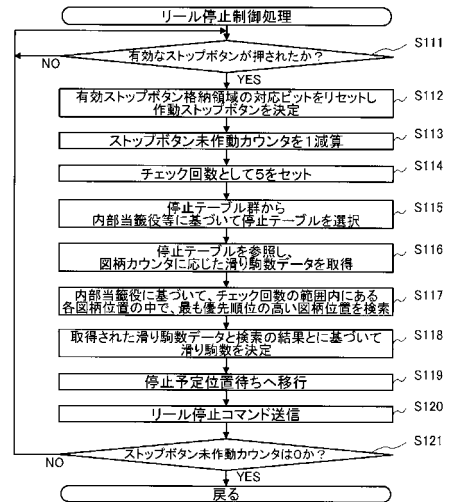 リール停止制御処理
有効なストップボタンが押されたか?
S111
NO
YES
有効ストップボタン格納領域の対応ビットをリセットし
作動ストップボタンを決定
S112
ストップボタン未作動カウンタを1減算
S113
チェック回数として5をセット
S114
停止テーブル群から
内部当籤役等に基づいて停止テーブルを選択
S115
停止テーブルを参照し、
図柄カウンタに応じた滑り駒数データを取得
S116
内部当籤役に基づいて、チェック回数の範囲内にある
各図柄位置の中で、最も優先順位の高い図柄位置を検索
S117
取得された滑り駒数データと検索の結果とに基づいて
滑り駒数を決定
S118
停止予定位置待ちへ移行
S119
リール停止コマンド送信
S120
ストップボタン未作動カウンタは0か?
S121
NO
YES
戻る